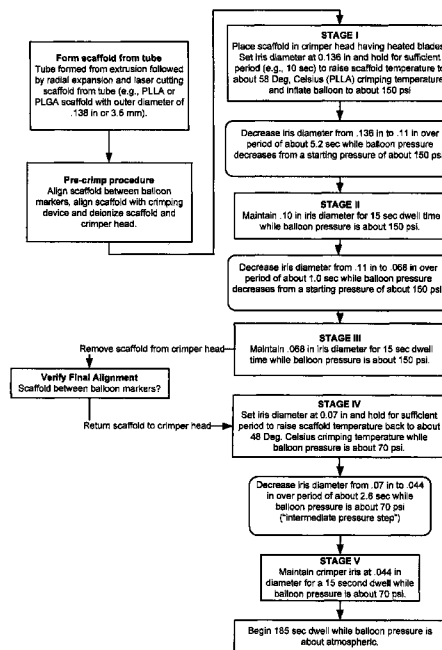 Form scaffold from tube
Tube formed from extrusion followed
by radial expansion and laser cutting
scaffold from tube (e.g., PLLA or
PLGA scaffold with outer diameter of
.138 in or 3.5 mm).
Pre-crimp procedure
Align scaffold between balloon
markers, align scaffold with crimping
device and deionize scaffold and
crimper head.
STAGE I
Place scaffold in crimper head having heated blades.
Set iris diameter at 0.136 in and hold for sufficient
period (e.g., 10 sec) to raise scaffold temperature to
about 58 Deg, Celsius (PLLA) crimping temperature
and inflate balloon to about 150 psi
Decrease iris diameter from .136 in to .11 in over
period of about 5.2 sec while balloon pressure
decreases from a starting pressure of about 150 psi
STAGE II
Maintain .10 in iris diameter for 15 sec dwell time
while balloon pressure is about 150 psi.
Decrease iris diameter from .11 in to .068 in over
period of about 1.0 sec while balloon pressure
decreases from a starting pressure of about 150 psi
STAGE III
Maintain .068 in iris diameter for 15 sec dwell
time while balloon pressure is about 150 psi.
Remove scaffold from crimper head
Verify Final Alignment
Scaffold between balloon markers?
Return scaffold to crimper head
STAGE IV
Set iris diameter at 0.07 in and hold for sufficient
period to raise scaffold temperature back to about
48 Deg. Celsius crimping temperature while
balloon pressure is about 70 psi.
Decrease iris diameter from .07 in to .044
in over period of about 2.6 sec while
balloon pressure is about 70 psi
("intermediate pressure step")
STAGE V
Maintain crimper iris at .044 in
diameter for a 15 second dwell while
balloon pressure is about 70 psi.
Begin 185 sec dwell while balloon pressure is
about atmospheric.